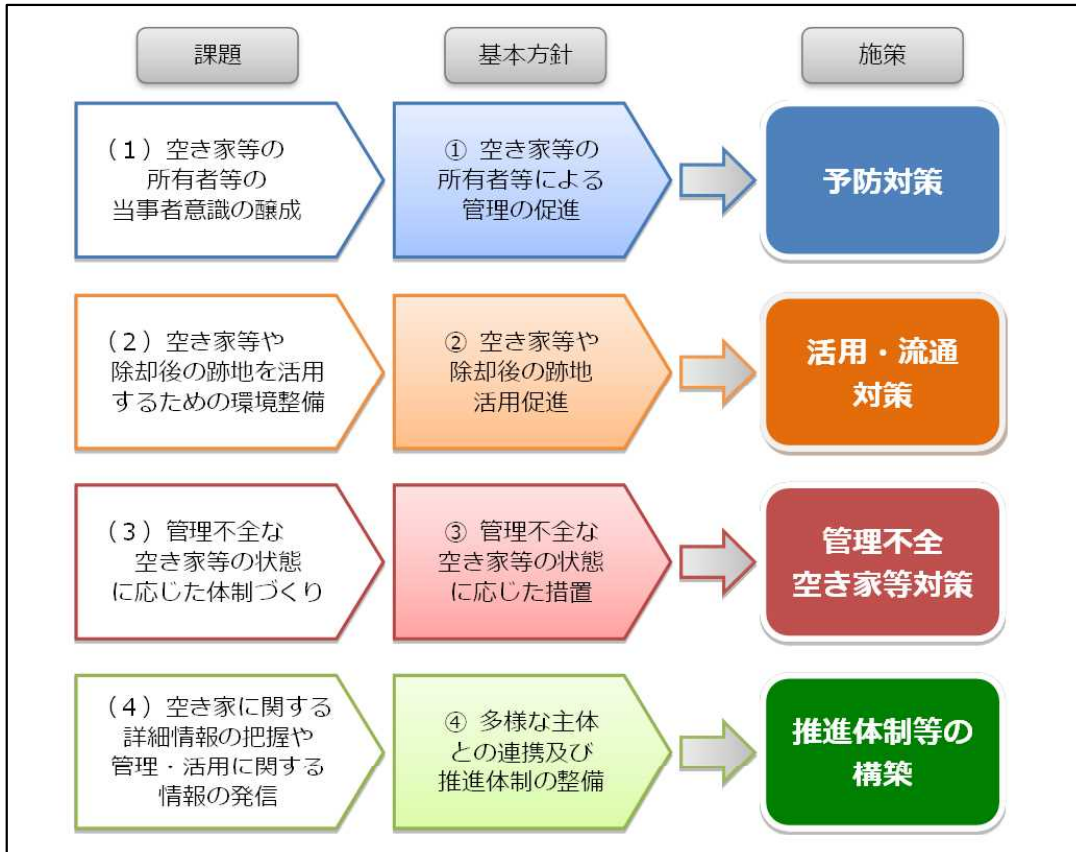 課題
基本方針
施策
(1)空き家等の
所有者等の
当事者意識の醸成
① 空き家等の
所有者等による
管理の促進
予防対策
(2)空き家等や
除却後の跡地を活用
するための環境整備
② 空き家等や
除却後の跡地
活用促進
活用・流通
対策
(3)管理不全な
空き家等の状態
に応じた体制づくり
③ 管理不全な
空き家等の状態
に応じた措置
管理不全
空き家等対策
(4)空き家に関する
詳細情報の把握や
管理・活用に関する
情報の発信
④ 多様な主体
との連携及び
推進体制の整備
推進体制等の
構築